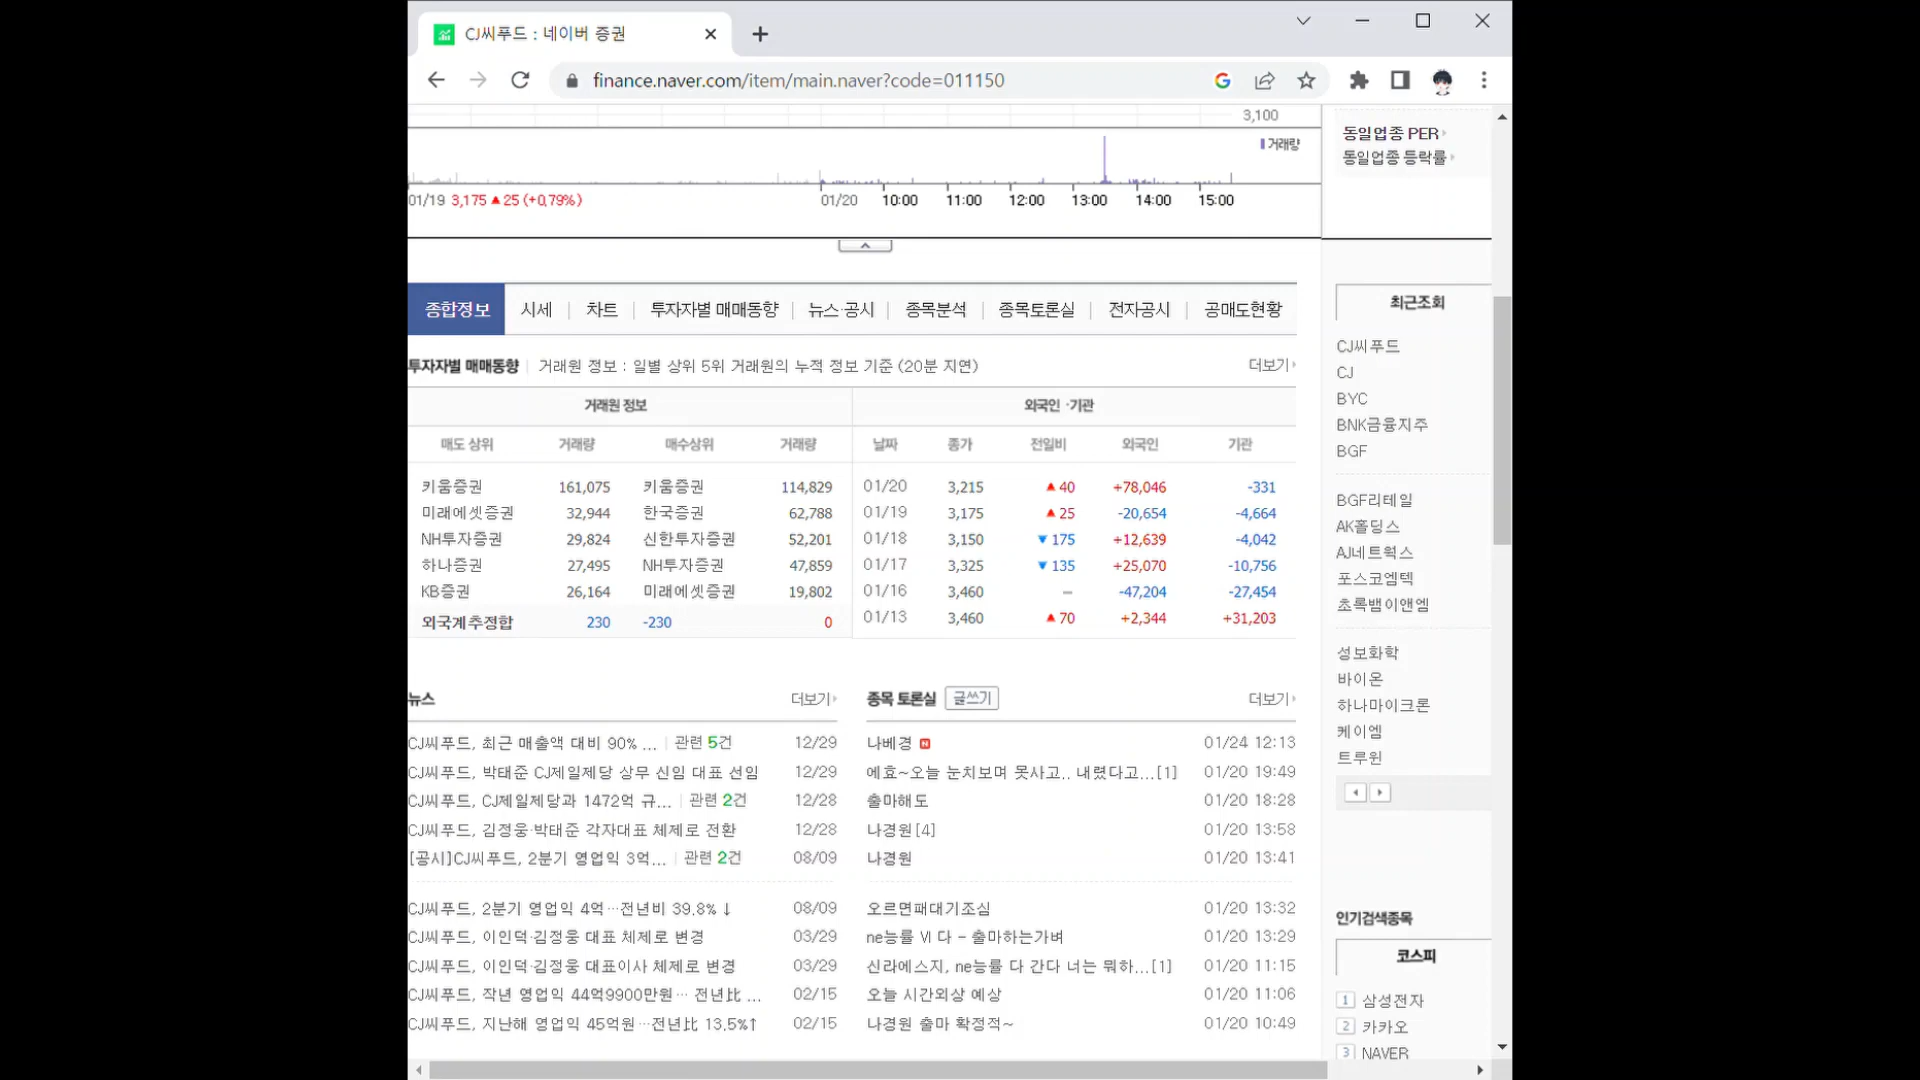 CJ씨푸드 : 네이버 증권
finance.naver.com/item/main.naver?code=011150
3,100
거래량
01/19 3,175 ▲ 25 (+0.79%)
01/20 10:00 11:00 12:00 13:00 14:00 15:00
동일업종 PER
동일업종 등락률
종합정보 시세 차트 투자자별 매매동향 뉴스·공시 종목분석 종목토론실 전자공시 공매도현황
투자자별 매매동향 거래원 정보 : 일별 상위 5위 거래원의 누적 정보 기준 (20분 지연) 더보기
거래원 정보 외국인·기관
매도 상위 거래량 매수상위 거래량 날짜 종가 전일비 외국인 기관
키움증권 161,075 키움증권 114,829 01/20 3,215 ▲ 40 +78,046 -331
미래에셋증권 32,944 한국증권 62,788 01/19 3,175 ▲ 25 -20,654 -4,664
NH투자증권 29,824 신한투자증권 52,201 01/18 3,150 ▼ 175 +12,639 -4,042
하나증권 27,495 NH투자증권 47,859 01/17 3,325 ▼ 135 +25,070 -10,756
KB증권 26,164 미래에셋증권 19,802 01/16 3,460 – -47,204 -27,454
외국계추정합 230 -230 0 01/13 3,460 ▲ 70 +2,344 +31,203
뉴스 더보기
CJ씨푸드, 최근 매출액 대비 90% ... 관련 5건 12/29
CJ씨푸드, 박태준 CJ제일제당 상무 신임 대표 선임 12/29
CJ씨푸드, CJ제일제당과 1472억 규... 관련 2건 12/28
CJ씨푸드, 김정웅·박태준 각자대표 체제로 전환 12/28
[공시]CJ씨푸드, 2분기 영업익 3억... 관련 2건 08/09
CJ씨푸드, 2분기 영업익 4억…전년비 39.8%↓ 08/09
CJ씨푸드, 이인덕·김정웅 대표 체제로 변경 03/29
CJ씨푸드, 이인덕·김정웅 대표이사 체제로 변경 03/29
CJ씨푸드, 작년 영업익 44억9900만원… 전년比 ... 02/15
CJ씨푸드, 지난해 영업익 45억원…전년比 13.5%↑ 02/15
종목 토론실 글쓰기 더보기
나베경 N 01/24 12:13
에효~오늘 눈치보며 못사고.. 내렸다고...[1] 01/20 19:49
출마해도 01/20 18:28
나경원[4] 01/20 13:58
나경원 01/20 13:41
오르면패대기조심 01/20 13:32
ne능률 VI 다 - 출마하는가벼 01/20 13:29
신라에스지, ne능률 다 간다 너는 뭐하...[1] 01/20 11:15
오늘 시간외상 예상 01/20 11:06
나경원 출마 확정적~ 01/20 10:49
최근조회
CJ씨푸드
CJ
BYC
BNK금융지주
BGF
BGF리테일
AK홀딩스
AJ네트웍스
포스코엠텍
초록뱀이앤엠
성보화학
바이온
하나마이크론
케이엠
트루윈
인기검색종목
코스피
1 삼성전자
2 카카오
3 NAVER